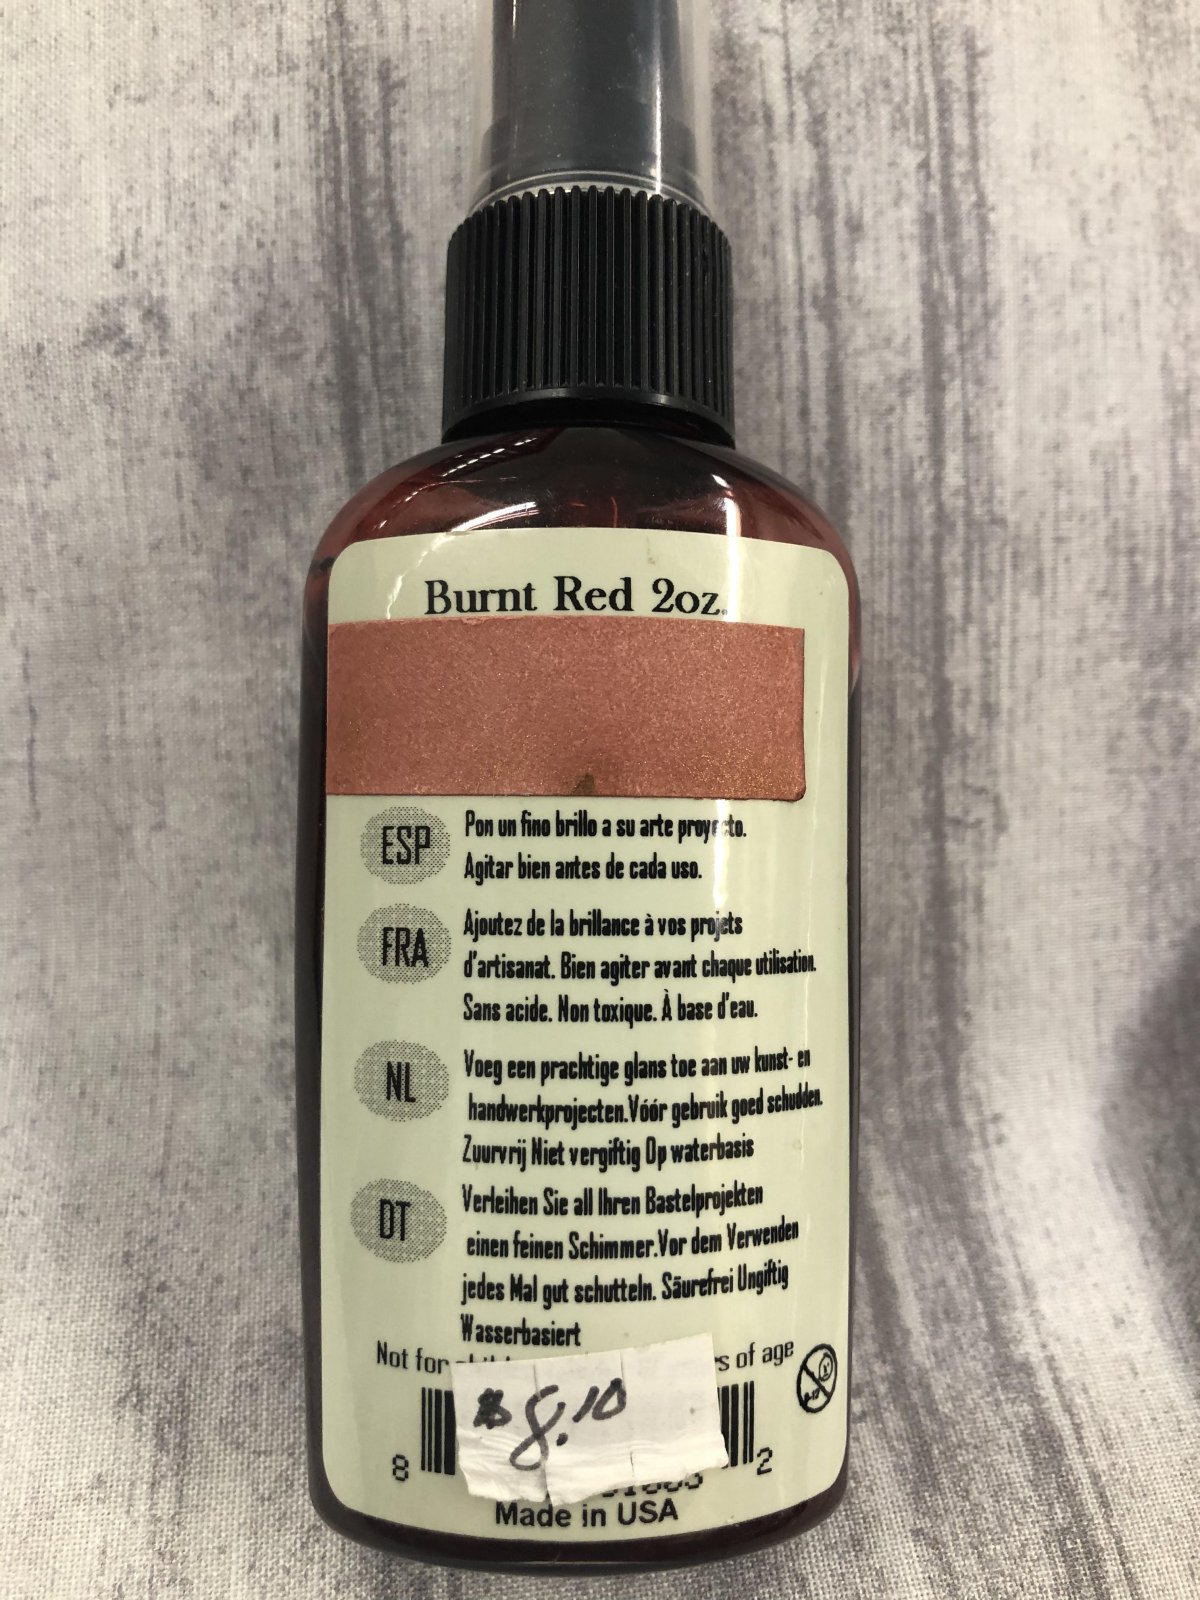 Burnt Red 2oz.
ESP
Pon un fino brillo a su arte proyecto.
Agitar bien antes de cada uso.
FRA
Ajoutez de la brillance à vos projets
d'artisanat. Bien agiter avant chaque utilisation.
Sans acide. Non toxique. À base d'eau.
NL
Voeg een prachtige glans toe aan uw kunst- en
handwerkprojecten.Vóór gebruik goed schudden.
Zuurvrij Niet vergiftig Op waterbasis
DT
Verleihen Sie all Ihren Bastelprojekten
einen feinen Schimmer.Vor dem Verwenden
jedes Mal gut schutteln. Säurefrei Ungiftig
Wasserbasiert
Not for of age
$8.10
8 2
Made in USA